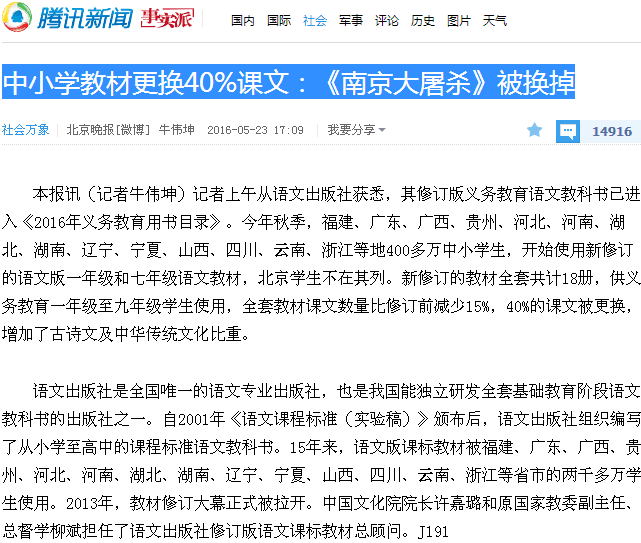 腾讯新闻 事实派 国内 国际 社会 军事 评论 历史 图片 天气
中小学教材更换40%课文：《南京大屠杀》被换掉
社会万象 北京晚报[微博] 牛伟坤 2016-05-23 17:09 我要分享 14916
本报讯（记者牛伟坤）记者上午从语文出版社获悉，其修订版义务教育语文教科书已进
入《2016年义务教育用书目录》。今年秋季，福建、广东、广西、贵州、河北、河南、湖
北、湖南、辽宁、宁夏、山西、四川、云南、浙江等地400多万中小学生，开始使用新修订
的语文版一年级和七年级语文教材，北京学生不在其列。新修订的教材全套共计18册，供义
务教育一年级至九年级学生使用，全套教材课文数量比修订前减少15%，40%的课文被更换，
增加了古诗文及中华传统文化比重。
语文出版社是全国唯一的语文专业出版社，也是我国能独立研发全套基础教育阶段语文
教科书的出版社之一。自2001年《语文课程标准（实验稿）》颁布后，语文出版社组织编写
了从小学至高中的课程标准语文教科书。15年来，语文版课标教材被福建、广东、广西、贵
州、河北、河南、湖北、湖南、辽宁、宁夏、山西、四川、云南、浙江等省市的两千多万学
生使用。2013年，教材修订大幕正式被拉开。中国文化院院长许嘉璐和原国家教委副主任、
总督学柳斌担任了语文出版社修订版语文课标教材总顾问。J191